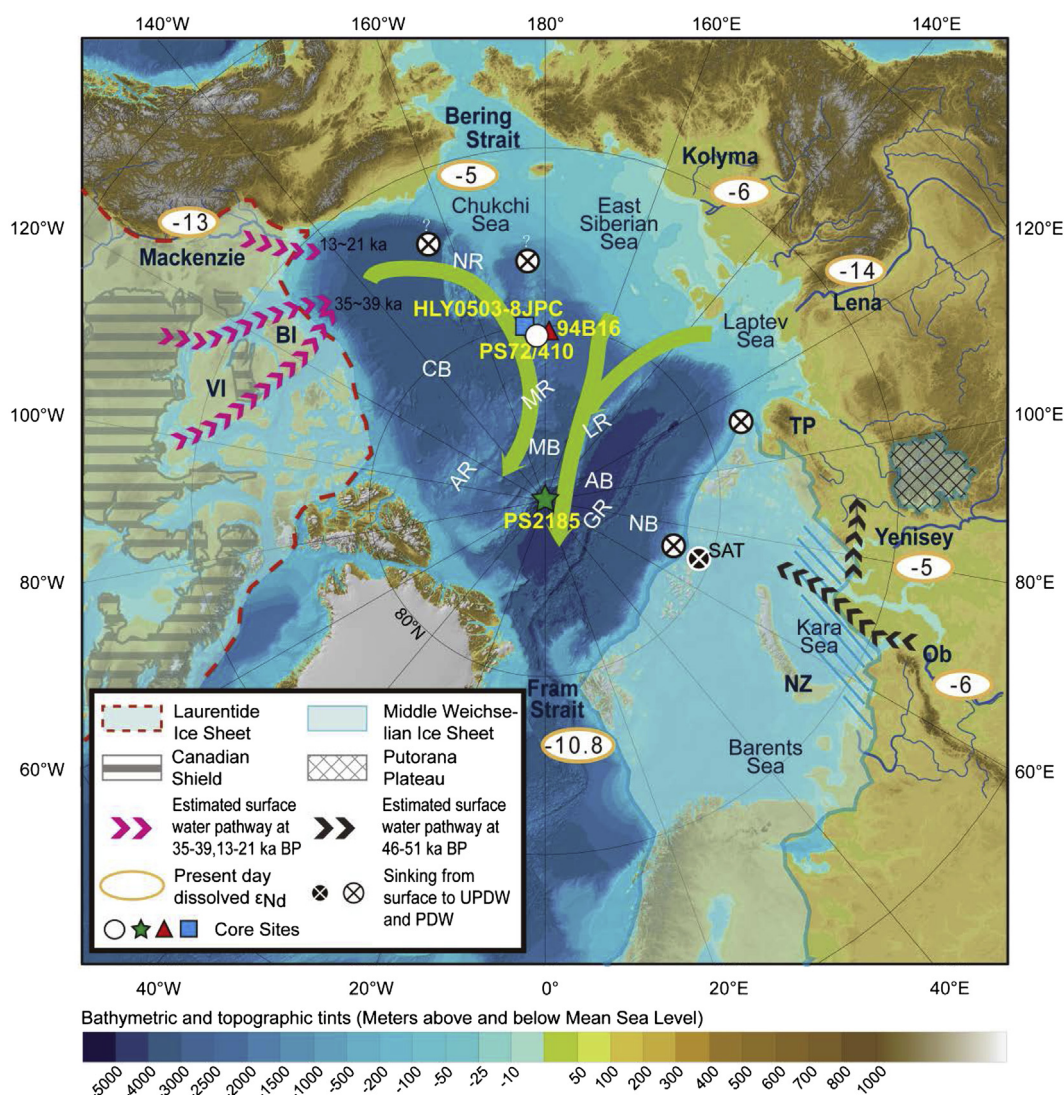 140°W
160°W
180°
160°E
140°E
Bering
Strait
Kolyma
-5
-6
Chukchi
Sea
East
Siberian
Sea
-13
120°W
120°E
Mackenzie
13~21 ka
?
?
NR
-14
Lena
35~39 ka
HLY0503-8JPC
94B16
PS72/410
Laptev
Sea
BI
VI
CB
MR
100°W
100°E
LR
TP
MB
AR
AB
PS2185
GR
NB
SAT
Yenisey
-5
80°W
80°E
80°N
Kara
Sea
Ob
NZ
-6
Fram
Strait
-10.8
Barents
Sea
60°W
60°E
Laurentide
Ice Sheet
Middle Weichse-
lian Ice Sheet
Canadian
Shield
Putorana
Plateau
Estimated surface
water pathway at
35-39,13-21 ka BP
Estimated surface
water pathway at
46-51 ka BP
Present day
dissolved εNd
Sinking from
surface to UPDW
and PDW
Core Sites
40°W
20°W
0°
20°E
40°E
Bathymetric and topographic tints (Meters above and below Mean Sea Level)
-5000 -4000 -3000 -2500 -2000 -1500 -1000 -500 -200 -100 -50 -25 -10 50 100 200 300 400 500 600 700 800 1000